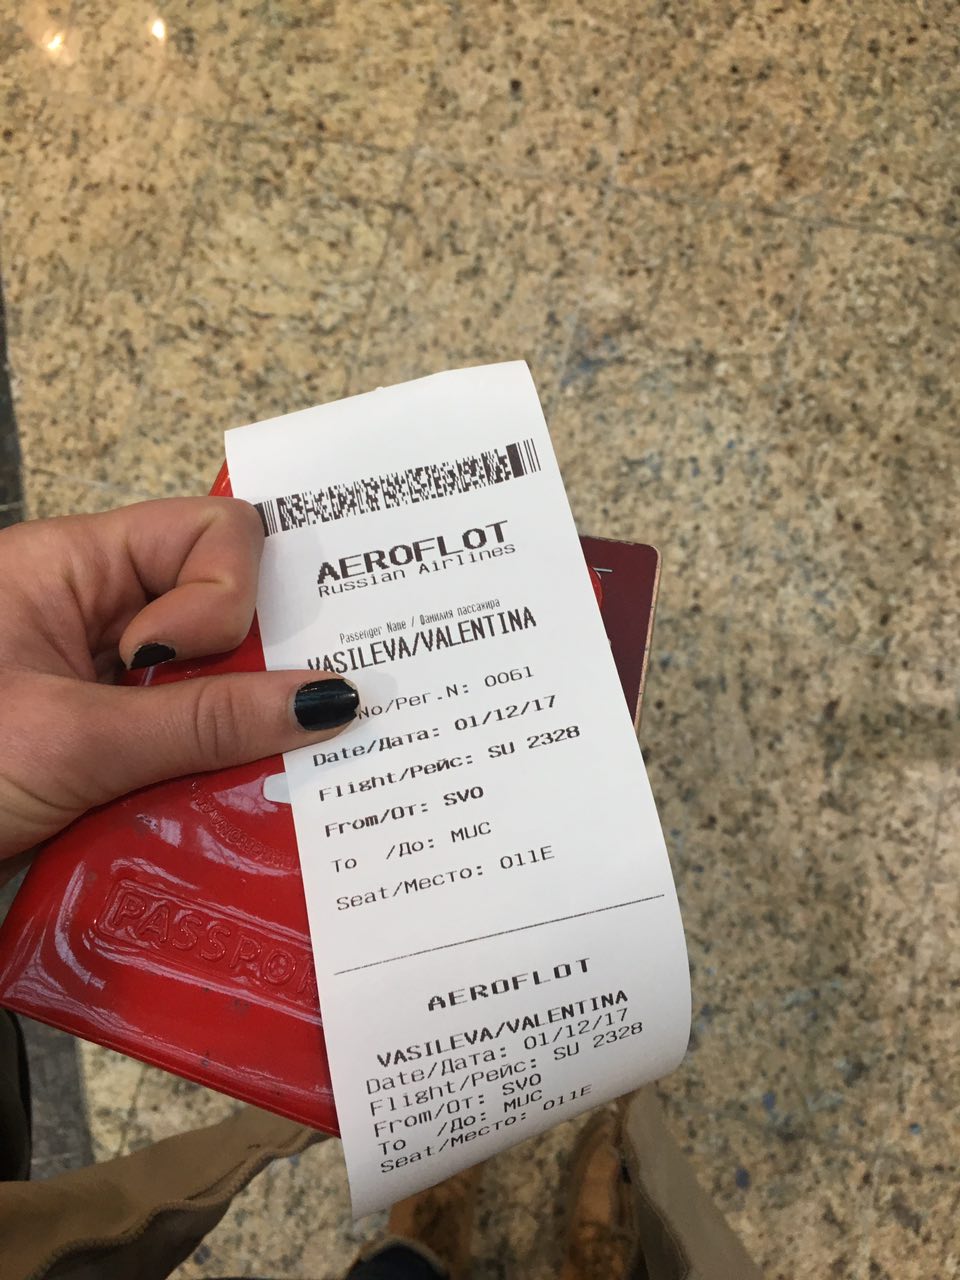 AEROFLOT
Russian Airlines
Passenger Name / Фамилия пассажира
VASILEVA/VALENTINA
No/Рег.N: 0061
Date/Дата: 01/12/17
Flight/Рейс: SU 2328
From/От: SVO
To /До: MUC
Seat/Место: 011E
AEROFLOT
VASILEVA/VALENTINA
Date/Дата: 01/12/17
Flight/Рейс: SU 2328
From/От: SVO
To /До: MUC
Seat/Место: 011E
PASSPO